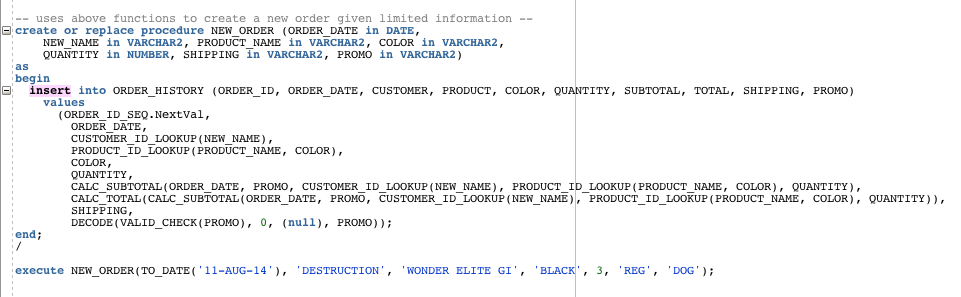 -- uses above functions to create a new order given limited information --
create or replace procedure NEW_ORDER (ORDER_DATE in DATE,
NEW_NAME in VARCHAR2, PRODUCT_NAME in VARCHAR2, COLOR in VARCHAR2,
QUANTITY in NUMBER, SHIPPING in VARCHAR2, PROMO in VARCHAR2)
as
begin
insert into ORDER_HISTORY (ORDER_ID, ORDER_DATE, CUSTOMER, PRODUCT, COLOR, QUANTITY, SUBTOTAL, TOTAL, SHIPPING, PROMO)
values
(ORDER_ID_SEQ.NextVal,
ORDER_DATE,
CUSTOMER_ID_LOOKUP(NEW_NAME),
PRODUCT_ID_LOOKUP(PRODUCT_NAME, COLOR),
COLOR,
QUANTITY,
CALC_SUBTOTAL(ORDER_DATE, PROMO, CUSTOMER_ID_LOOKUP(NEW_NAME), PRODUCT_ID_LOOKUP(PRODUCT_NAME, COLOR), QUANTITY),
CALC_TOTAL(CALC_SUBTOTAL(ORDER_DATE, PROMO, CUSTOMER_ID_LOOKUP(NEW_NAME), PRODUCT_ID_LOOKUP(PRODUCT_NAME, COLOR), QUANTITY)),
SHIPPING,
DECODE(VALID_CHECK(PROMO), 0, (null), PROMO));
end;
/
execute NEW_ORDER(TO_DATE('11-AUG-14'), 'DESTRUCTION', 'WONDER ELITE GI', 'BLACK', 3, 'REG', 'DOG');